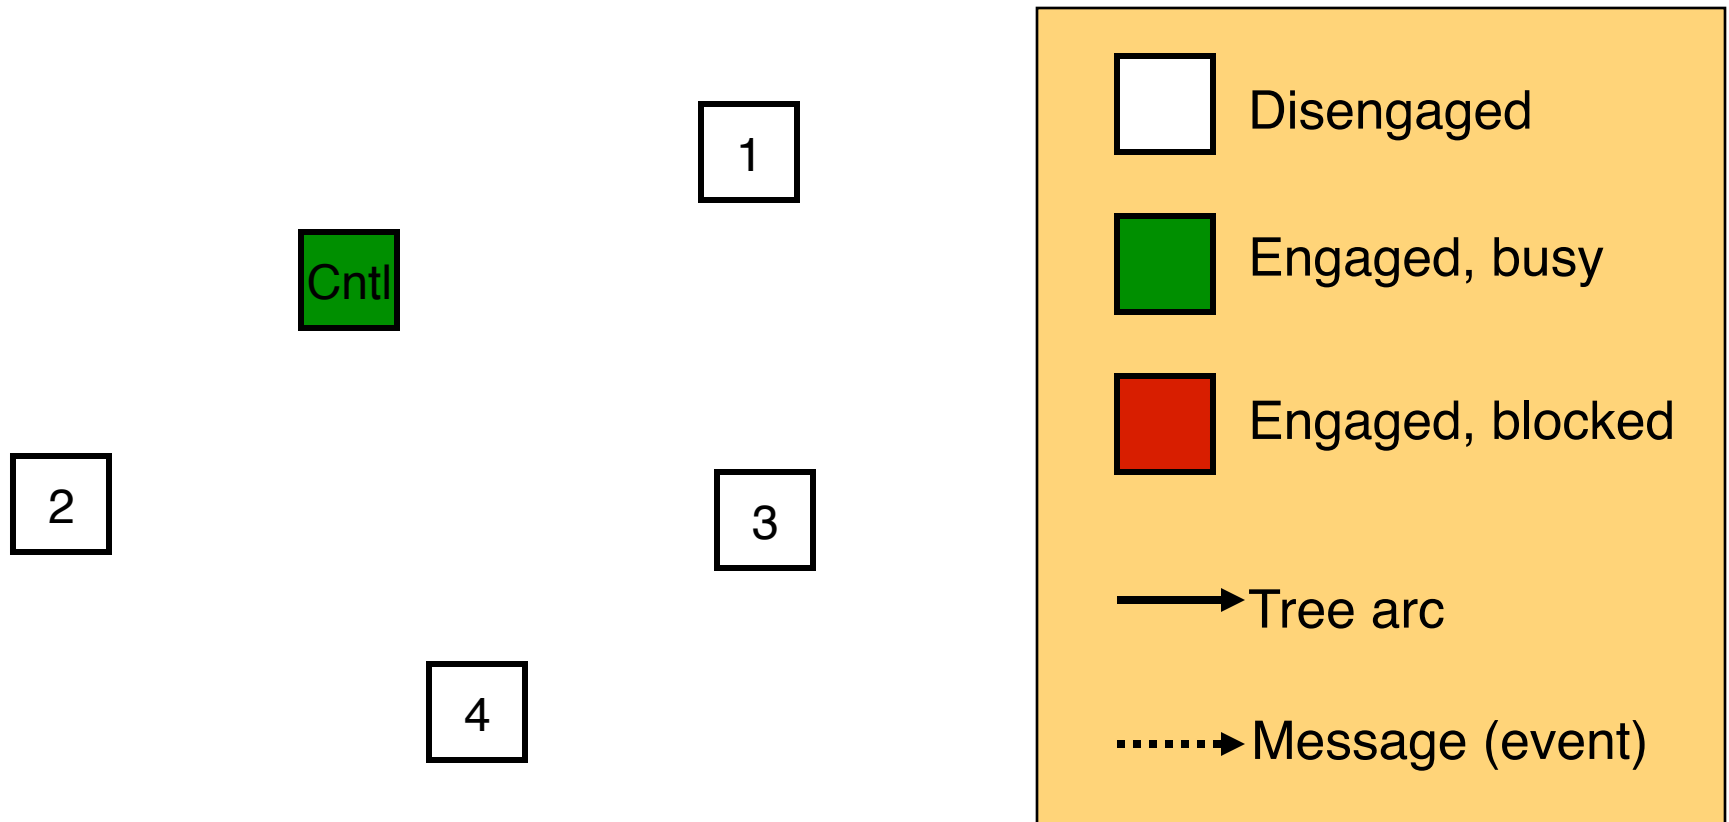 1
Cntl
2
3
4
Disengaged
Engaged, busy
Engaged, blocked
Tree arc
Message (event)